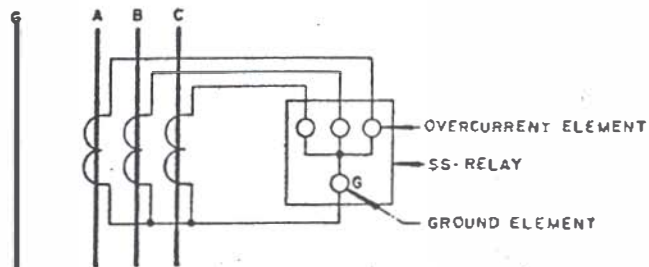 G A B C
OVERCURRENT ELEMENT
SS-RELAY
G
GROUND ELEMENT